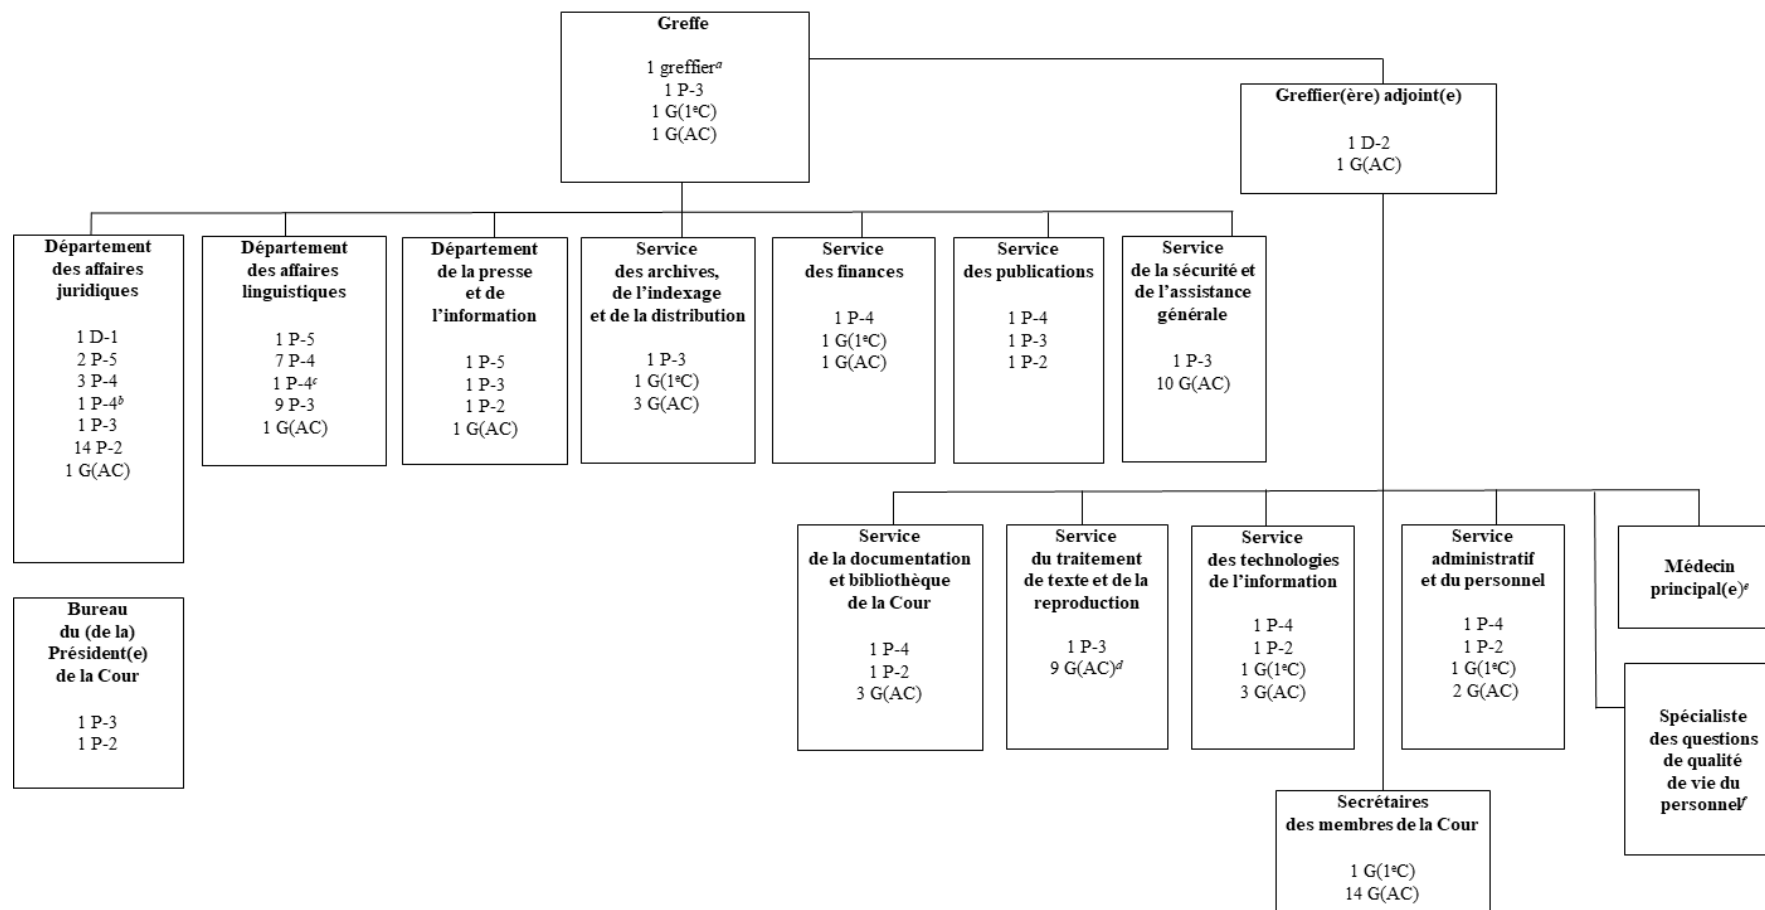 Greffe
1 greffierᵃ
1 P-3
1 G(1ᵉC)
1 G(AC)
Greffier(ère) adjoint(e)
1 D-2
1 G(AC)
Département
des affaires
juridiques
1 D-1
2 P-5
3 P-4
1 P-4ᵇ
1 P-3
14 P-2
1 G(AC)
Département
des affaires
linguistiques
1 P-5
7 P-4
1 P-4ᶜ
9 P-3
1 G(AC)
Département
de la presse
et de
l’information
1 P-5
1 P-3
1 P-2
1 G(AC)
Service
des archives,
de l’indexage
et de la distribution
1 P-3
1 G(1ᵉC)
3 G(AC)
Service
des finances
1 P-4
1 G(1ᵉC)
1 G(AC)
Service
des publications
1 P-4
1 P-3
1 P-2
Service
de la sécurité et
de l’assistance
générale
1 P-3
10 G(AC)
Bureau
du (de la)
Président(e)
de la Cour
1 P-3
1 P-2
Service
de la documentation
et bibliothèque
de la Cour
1 P-4
1 P-2
3 G(AC)
Service
du traitement
de texte et de la
reproduction
1 P-3
9 G(AC)ᵈ
Service
des technologies
de l’information
1 P-4
1 P-2
1 G(1ᵉC)
3 G(AC)
Service
administratif
et du personnel
1 P-4
1 P-2
1 G(1ᵉC)
2 G(AC)
Médecin
principal(e)ᵉ
Spécialiste
des questions
de qualité
de vie du
personnelᶠ
Secrétaires
des membres de la Cour
1 G(1ᵉC)
14 G(AC)